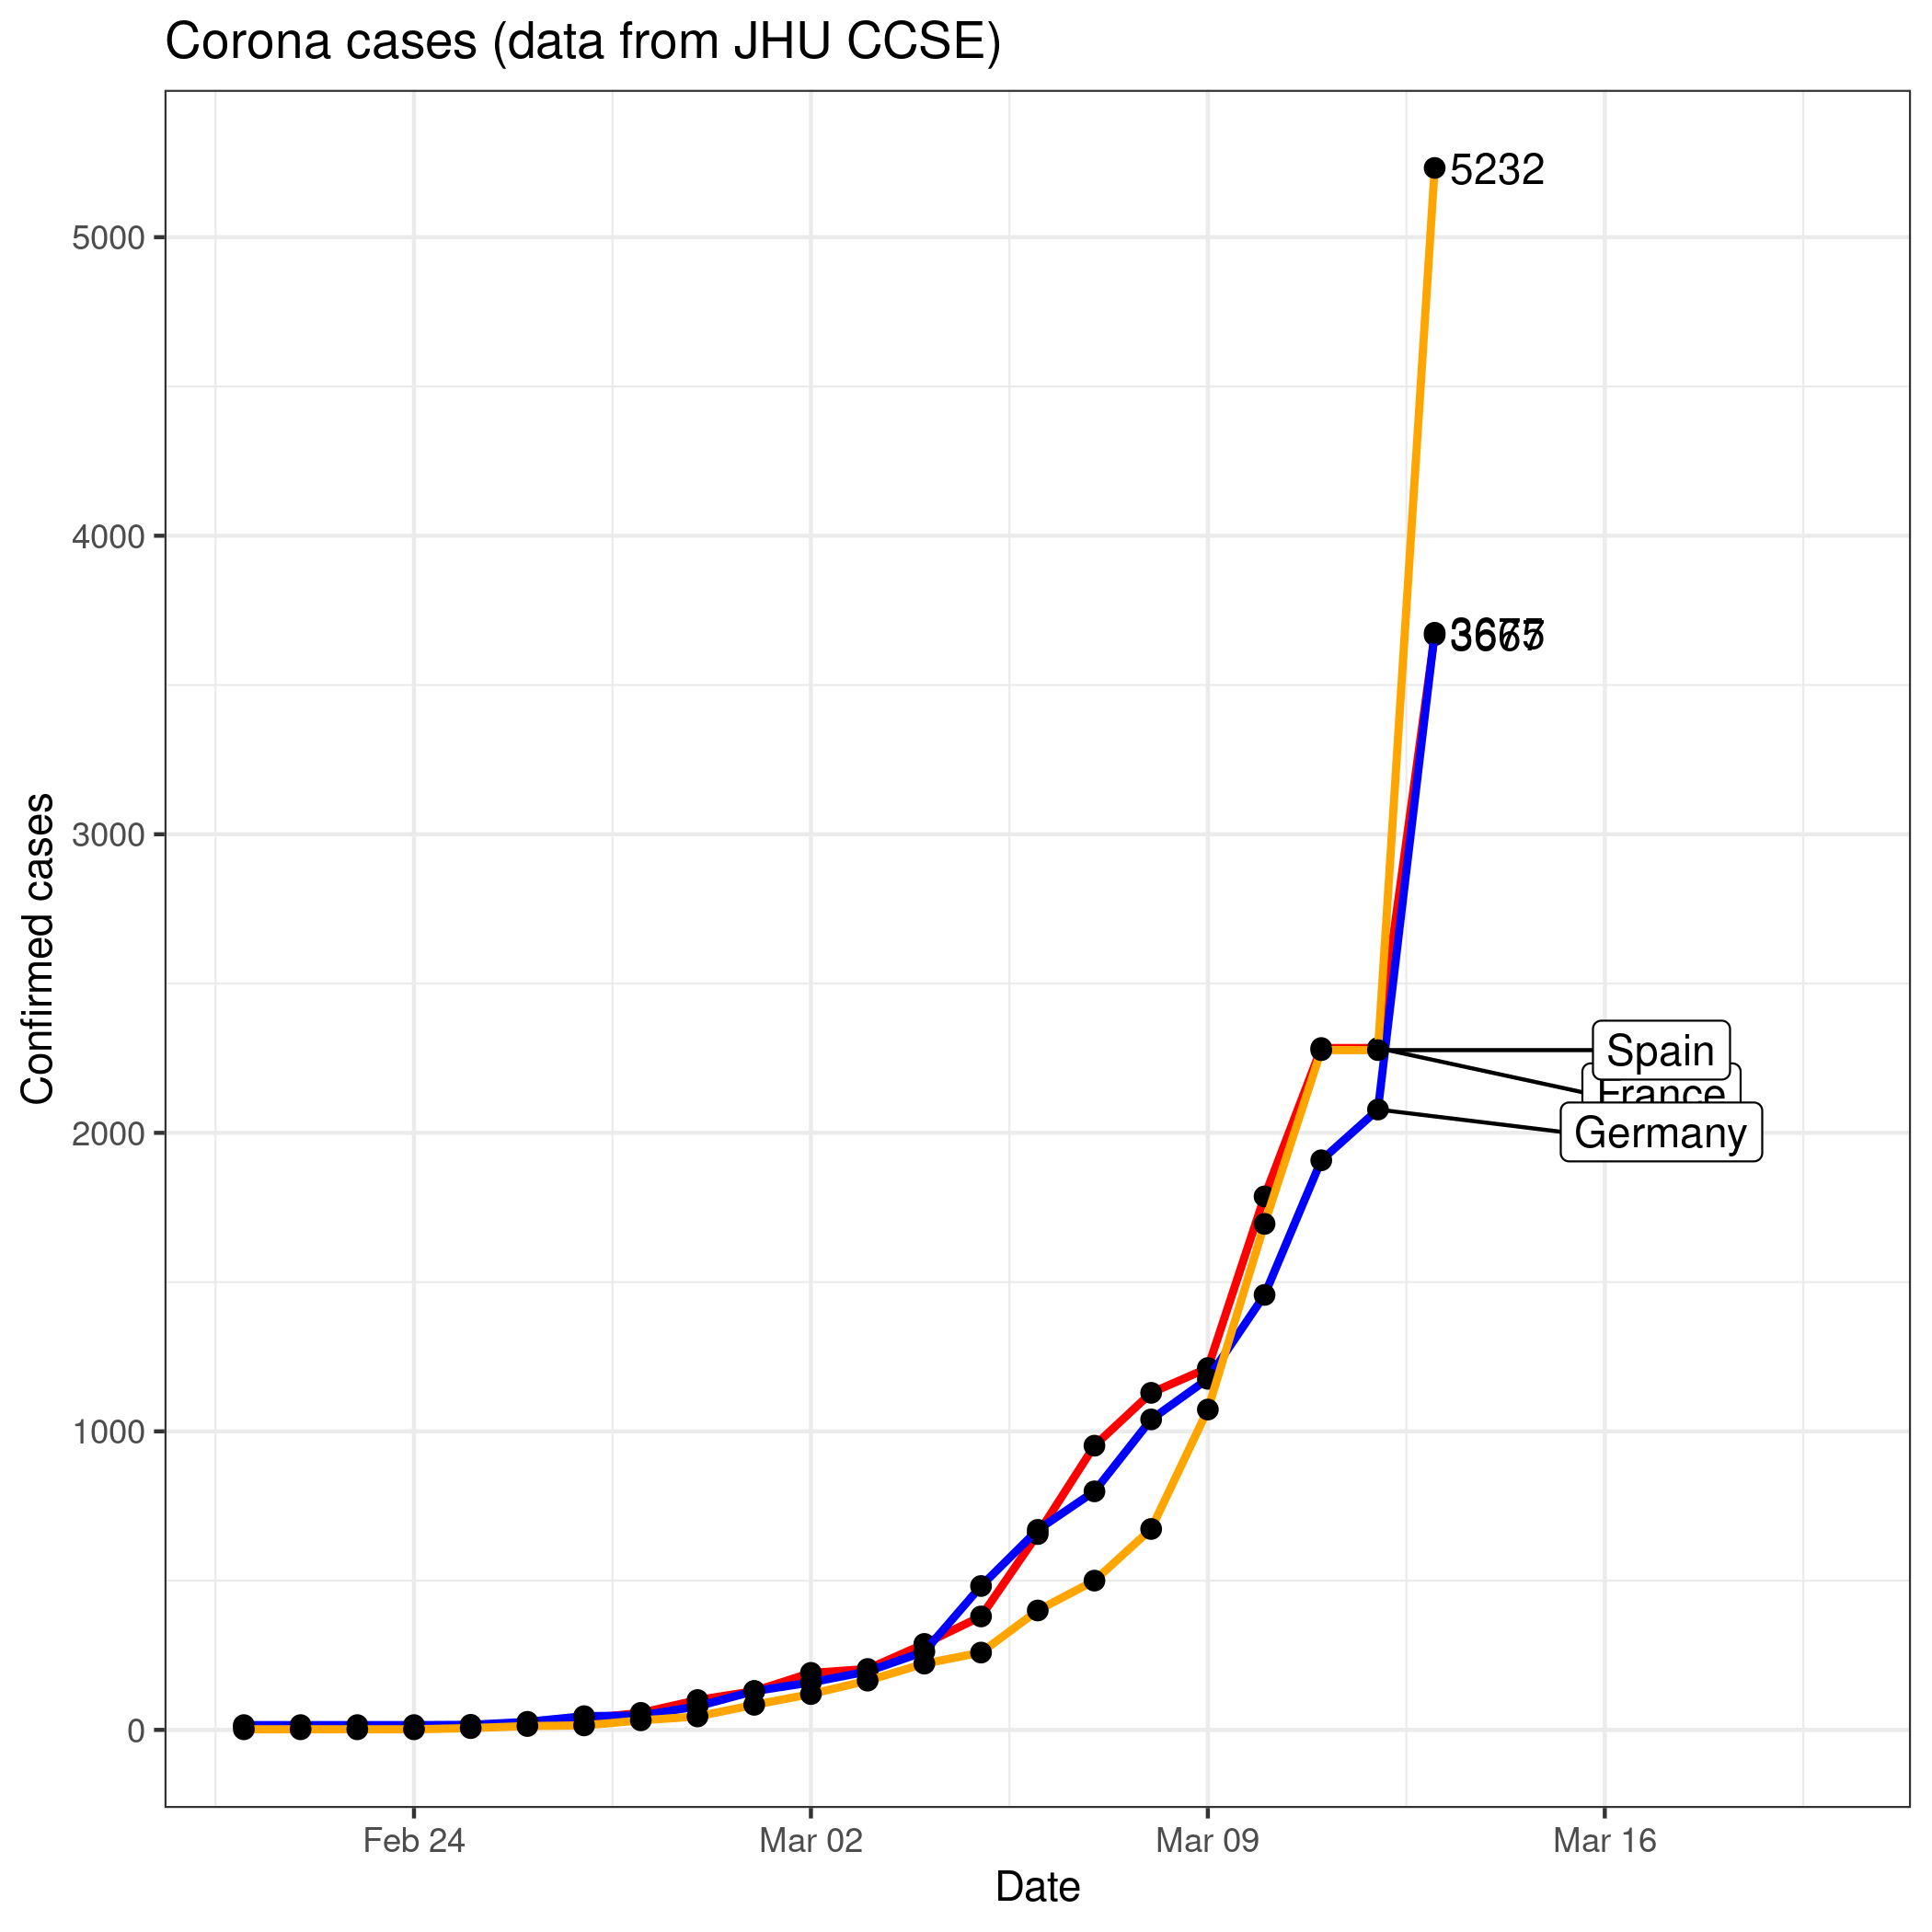 Corona cases (data from JHU CCSE)
Confirmed cases
5000
4000
3000
2000
1000
0
5232
Spain
France
Germany
Feb 24
Mar 02
Mar 09
Mar 16
Date